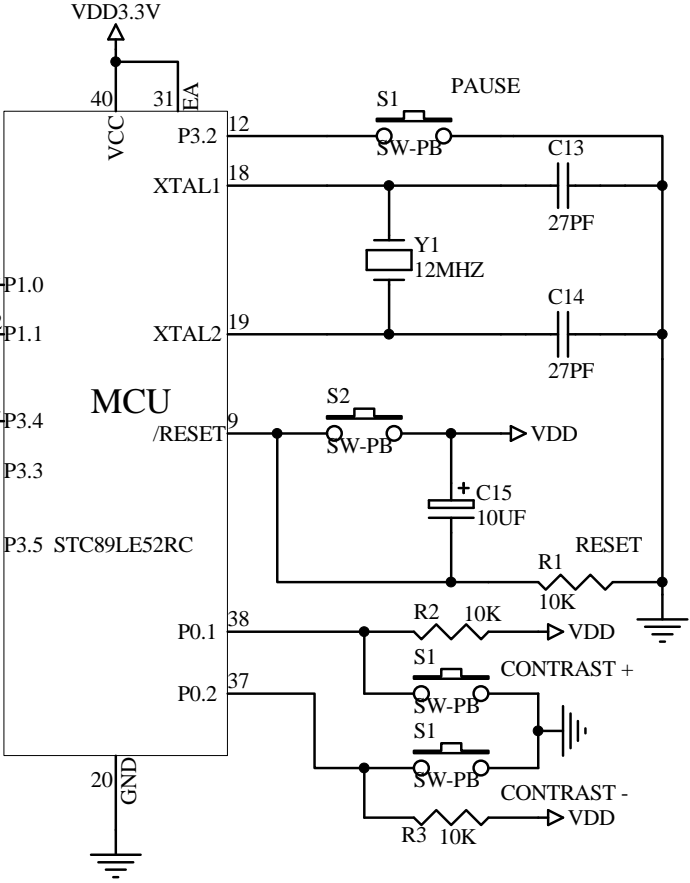 VDD3.3V
PAUSE
40
31
EA
S1
VCC
P3.2
12
SW-PB
C13
XTAL1
18
27PF
Y1
12MHZ
P1.0
C14
P1.1
XTAL2
19
27PF
MCU
S2
P3.4
/RESET
9
SW-PB
VDD
P3.3
+
C15
10UF
P3.5 STC89LE52RC
RESET
R1
10K
R2
10K
P0.1
38
VDD
S1
CONTRAST +
P0.2
37
SW-PB
S1
20
GND
SW-PB
CONTRAST -
VDD
R3
10K